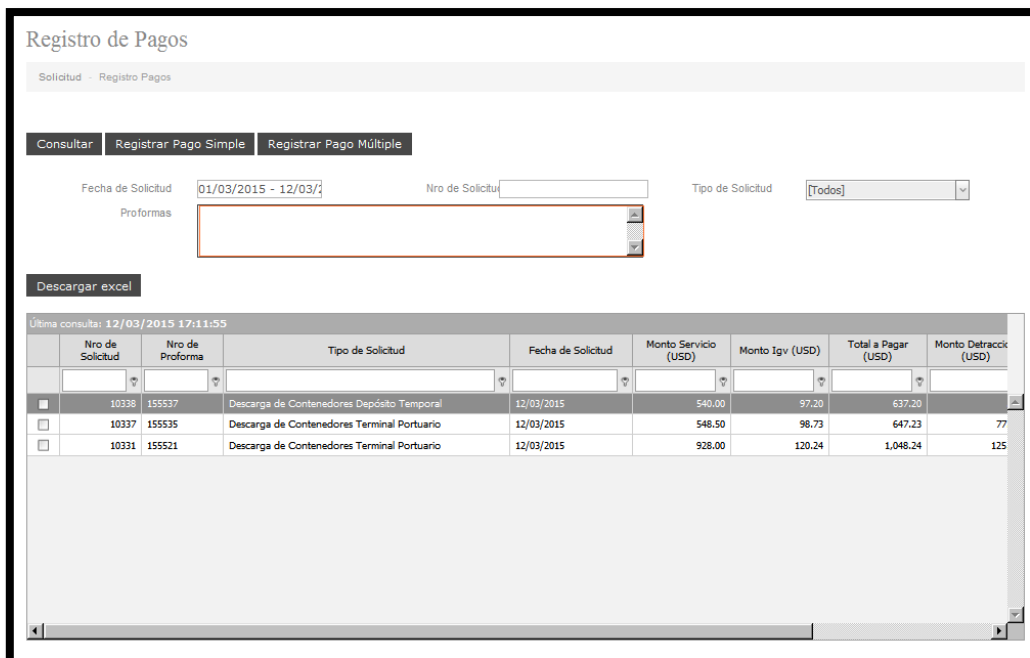 Registro de Pagos
Solicitud - Registro Pagos
Consultar Registrar Pago Simple Registrar Pago Múltiple
Fecha de Solicitud 01/03/2015 - 12/03/2 Nro de Solicitu Tipo de Solicitud [Todos]
Proformas
Descargar excel
Última consulta: 12/03/2015 17:11:55
Nro de Solicitud Nro de Proforma Tipo de Solicitud Fecha de Solicitud Monto Servicio (USD) Monto Igv (USD) Total a Pagar (USD) Monto Detracci (USD)
10338 155537 Descarga de Contenedores Depósito Temporal 12/03/2015 540.00 97.20 637.20
10337 155535 Descarga de Contenedores Terminal Portuario 12/03/2015 548.50 98.73 647.23 77
10331 155521 Descarga de Contenedores Terminal Portuario 12/03/2015 928.00 120.24 1,048.24 125